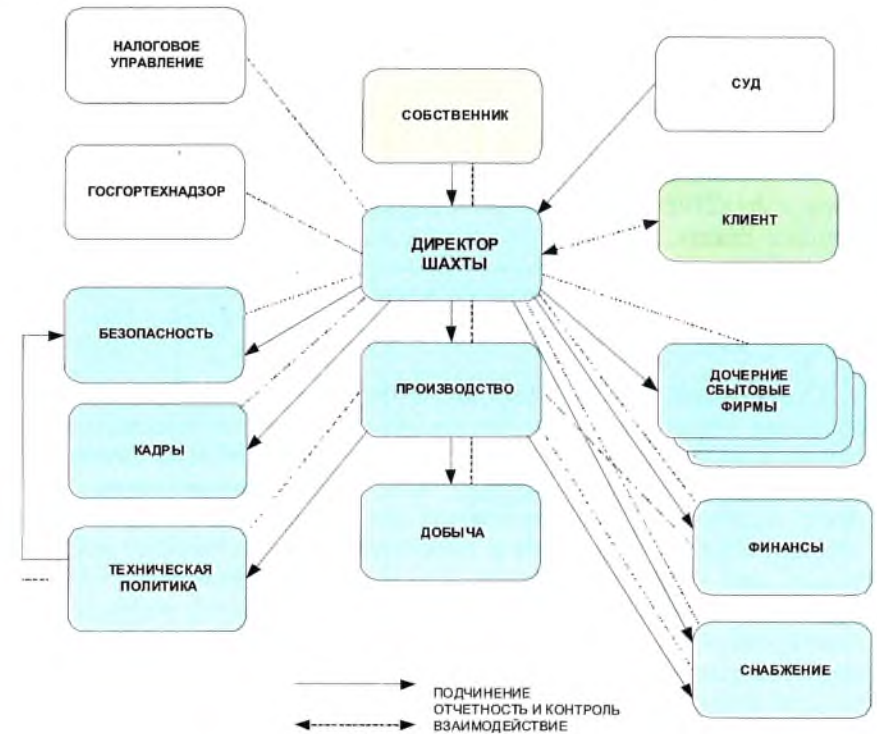 НАЛОГОВОЕ
УПРАВЛЕНИЕ
СУД
СОБСТВЕННИК
ГОСГОРТЕХНАДЗОР
КЛИЕНТ
ДИРЕКТОР
ШАХТЫ
БЕЗОПАСНОСТЬ
ПРОИЗВОДСТВО
ДОЧЕРНИЕ
СБЫТОВЫЕ
ФИРМЫ
КАДРЫ
ДОБЫЧА
ФИНАНСЫ
ТЕХНИЧЕСКАЯ
ПОЛИТИКА
СНАБЖЕНИЕ
ПОДЧИНЕНИЕ
ОТЧЕТНОСТЬ И КОНТРОЛЬ
ВЗАИМОДЕЙСТВИЕ